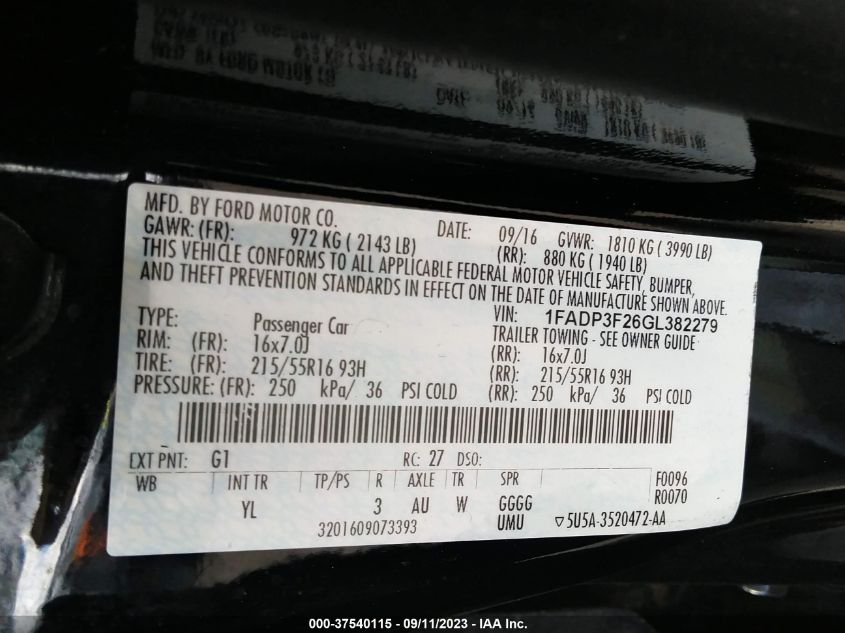 MFD. BY FORD MOTOR CO. DATE: 09/16 GVWR: 1810 KG ( 3990 LB)
GAWR: (FR): 972 KG ( 2143 LB) (RR): 880 KG ( 1940 LB)
THIS VEHICLE CONFORMS TO ALL APPLICABLE FEDERAL MOTOR VEHICLE SAFETY, BUMPER,
AND THEFT PREVENTION STANDARDS IN EFFECT ON THE DATE OF MANUFACTURE SHOWN ABOVE.
VIN: 1FADP3F26GL382279
TYPE: Passenger Car TRAILER TOWING - SEE OWNER GUIDE
RIM: (FR): 16x7.0J (RR): 16x7.0J
TIRE: (FR): 215/55R16 93H (RR): 215/55R16 93H
PRESSURE: (FR): 250 kPa/ 36 PSI COLD (RR): 250 kPa/ 36 PSI COLD
EXT PNT: G1 RC: 27 DSO:
WB INT TR TP/PS R AXLE TR SPR F0096
R0070
YL 3 AU W GGGG
UMU ▽5U5A-3520472-AA
3201609073393
000-37540115 - 09/11/2023 - IAA Inc.